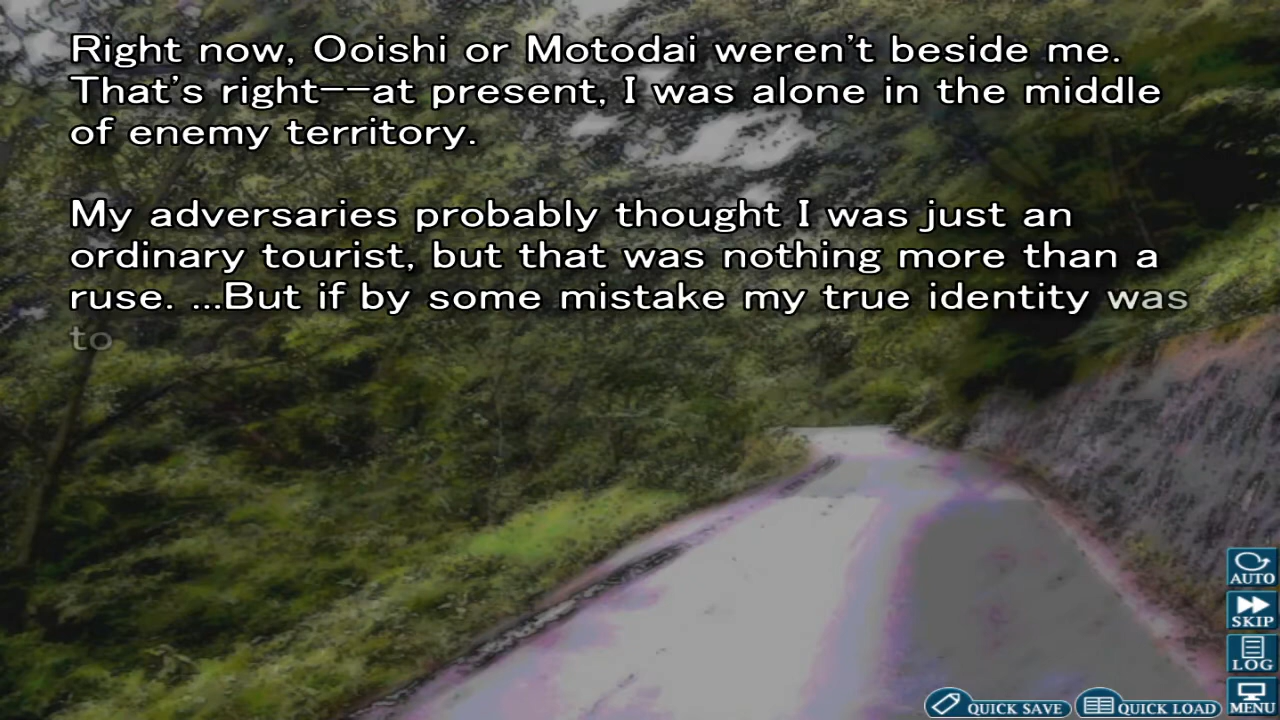 Right now, Ooishi or Motodai weren't beside me.
That's right——at present, I was alone in the middle
of enemy territory.
My adversaries probably thought I was just an
ordinary tourist, but that was nothing more than a
ruse. ...But if by some mistake my true identity was
to
AUTO
SKIP
LOG
MENU
QUICK SAVE
QUICK LOAD